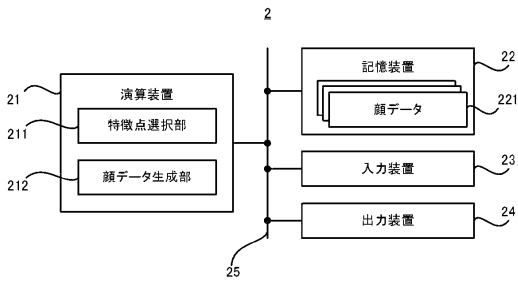 2
21
演算装置
211
特徴点選択部
212
顔データ生成部
22
記憶装置
221
顔データ
23
入力装置
24
出力装置
25